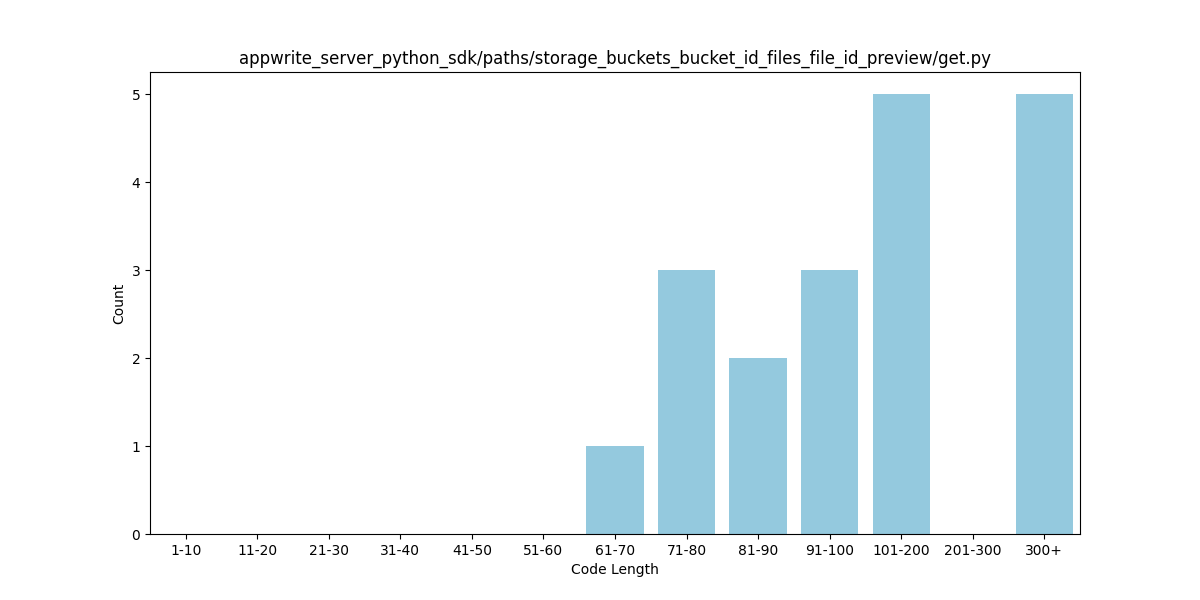 appwrite_server_python_sdk/paths/storage_buckets_bucket_id_files_file_id_preview/get.py
5
4
3
2
1
0
Count
1-10 11-20 21-30 31-40 41-50 51-60 61-70 71-80 81-90 91-100 101-200 201-300 300+
Code Length